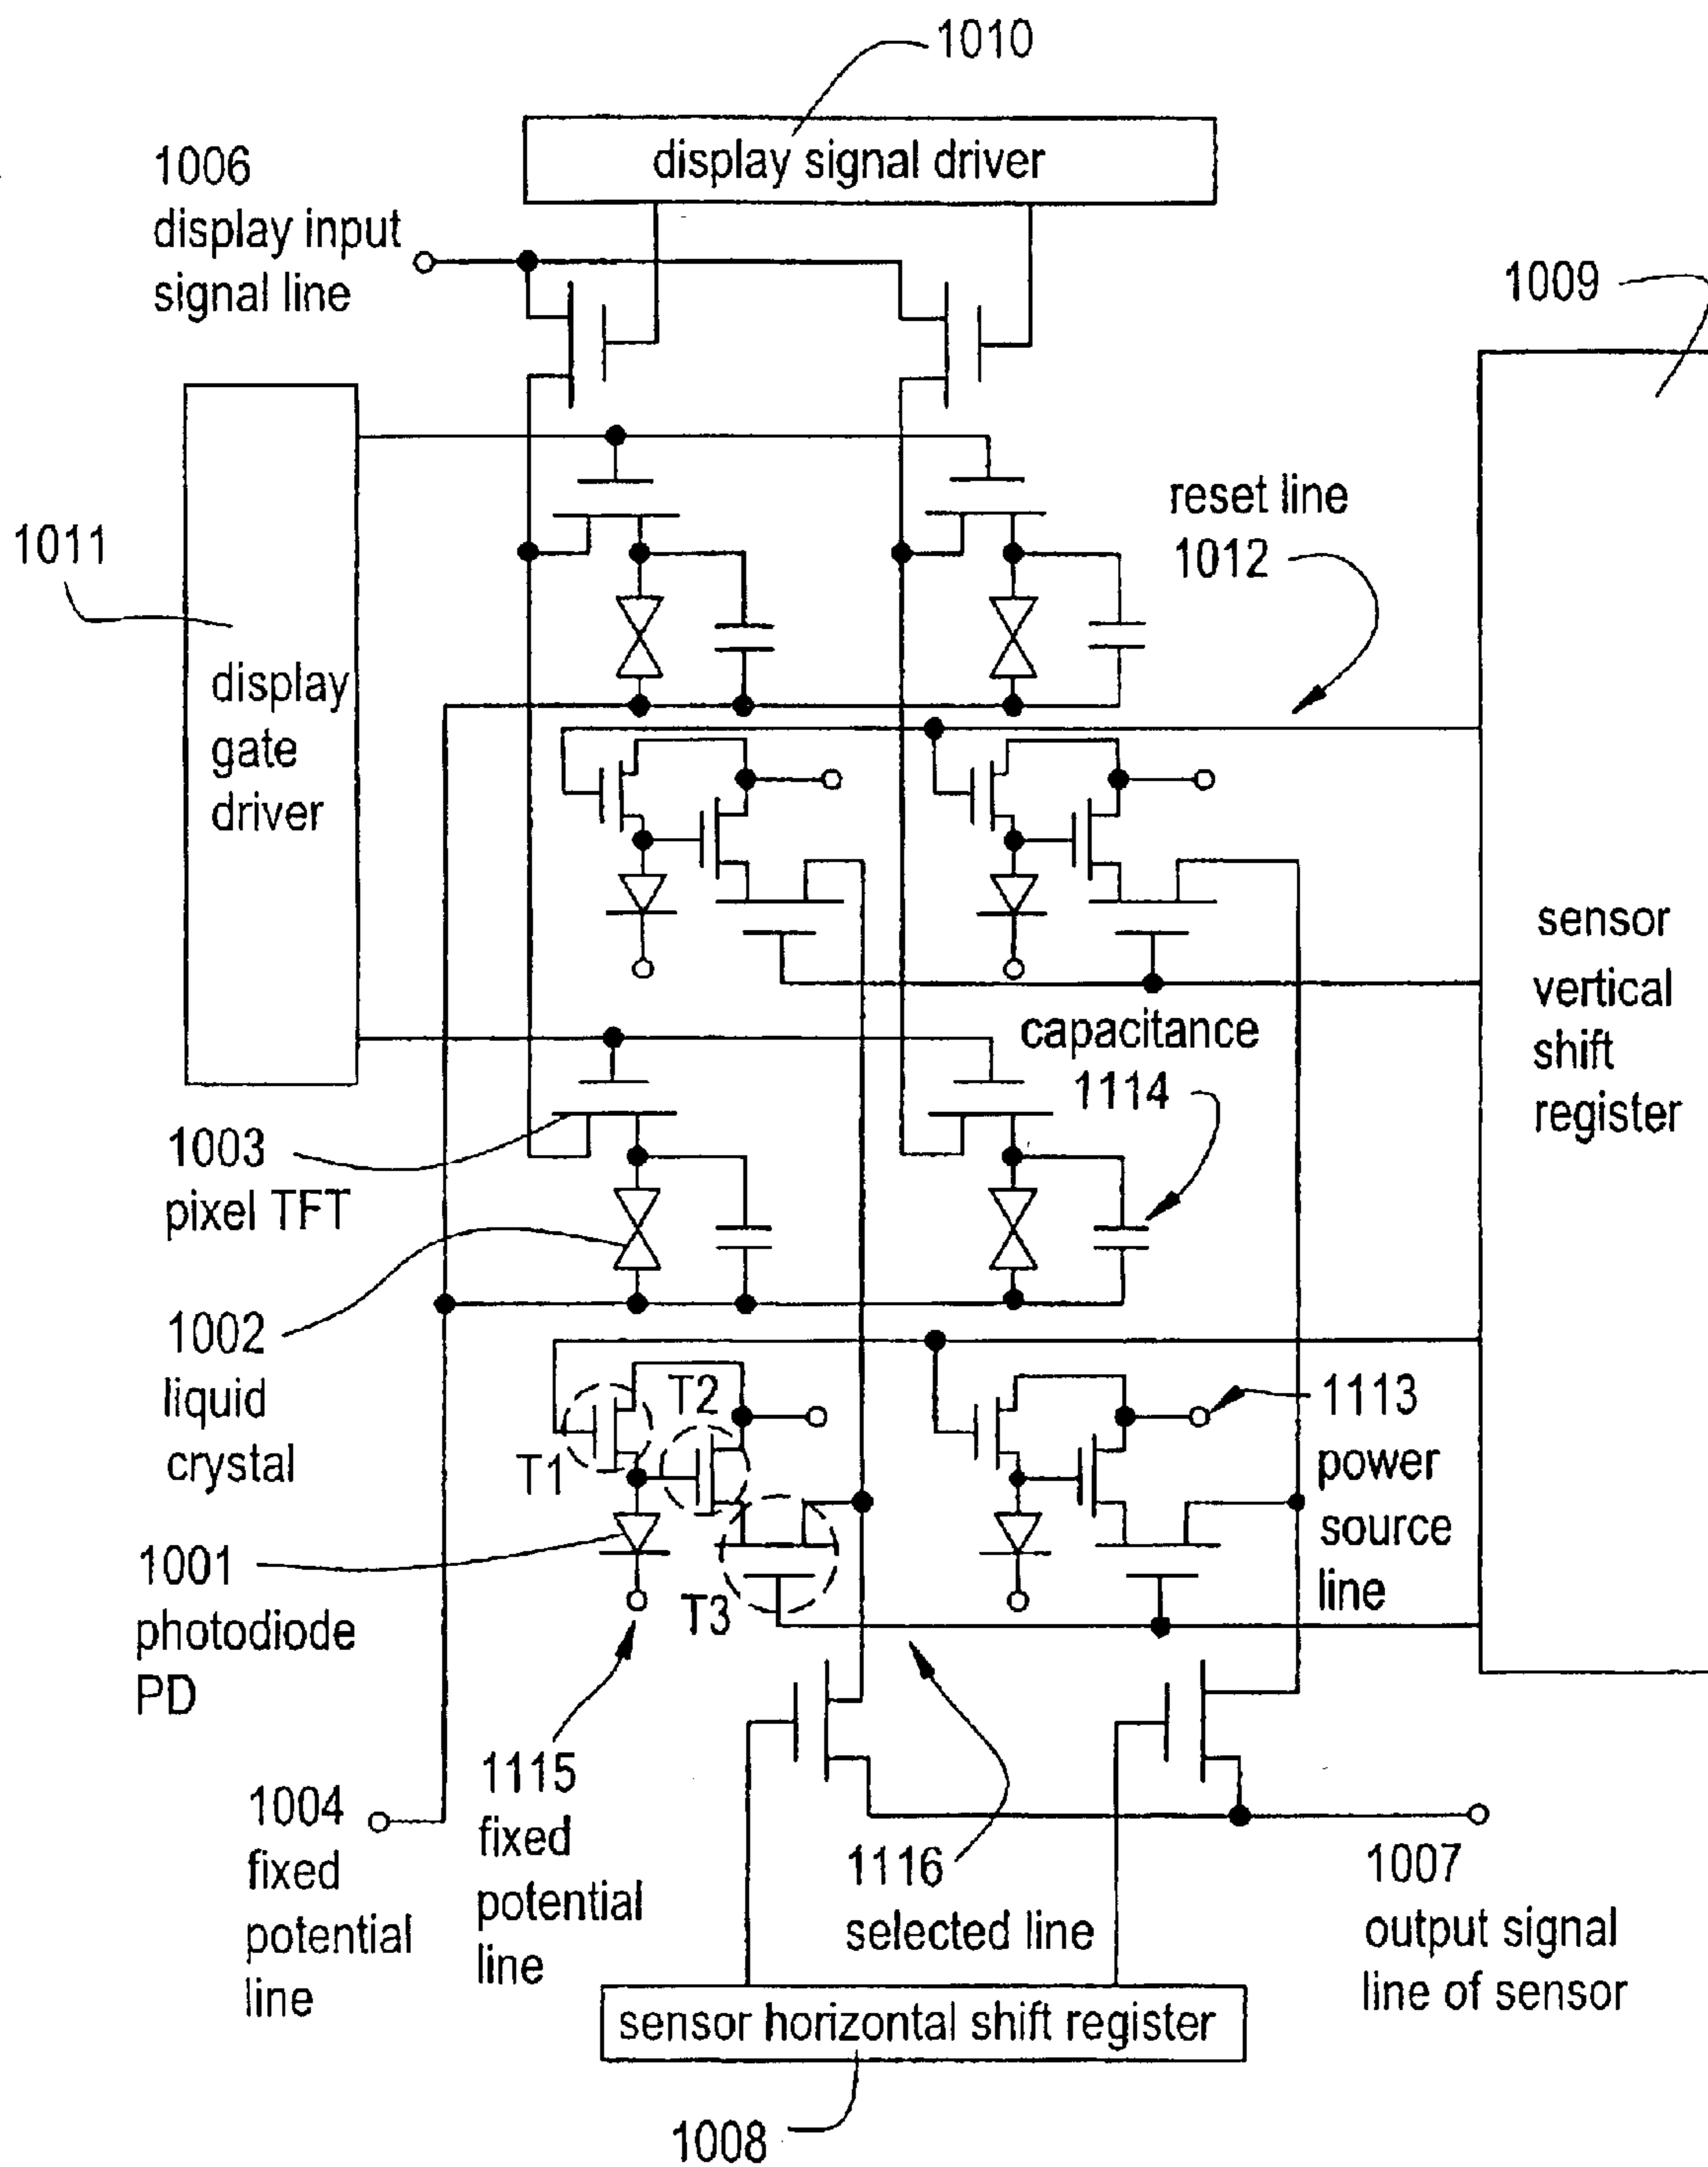 1010
display signal driver
1006
display input
signal line
1009
reset line
1012
1011
display
gate
driver
sensor
vertical
shift
register
capacitance
1114
1003
pixel TFT
1002
liquid
crystal
T1
T2
T3
1113
power
source
line
1001
photodiode
PD
1115
fixed
potential
line
1004
fixed
potential
line
1116
selected line
1007
output signal
line of sensor
sensor horizontal shift register
1008